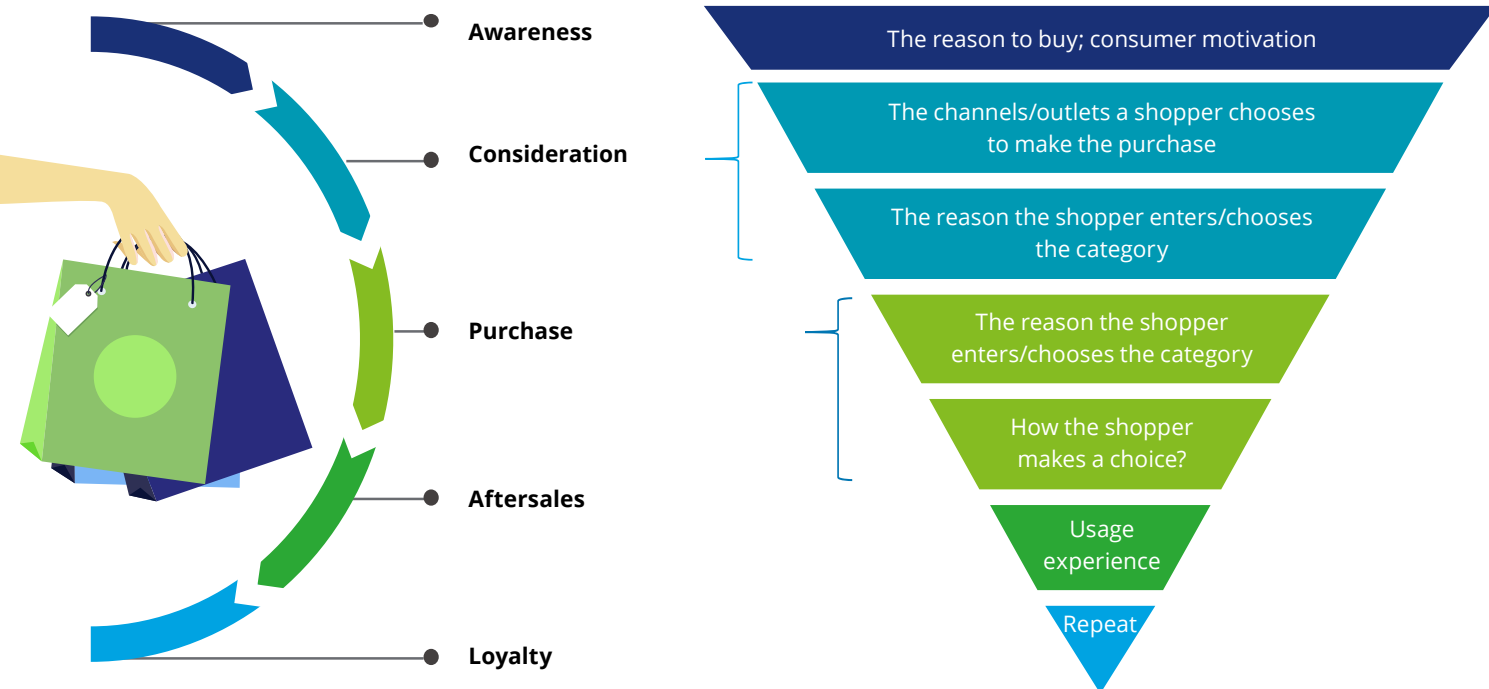 Awareness
The reason to buy; consumer motivation
Consideration
The channels/outlets a shopper chooses
to make the purchase
The reason the shopper enters/chooses
the category
Purchase
The reason the shopper
enters/chooses the category
How the shopper
makes a choice?
Aftersales
Usage
experience
Loyalty
Repeat